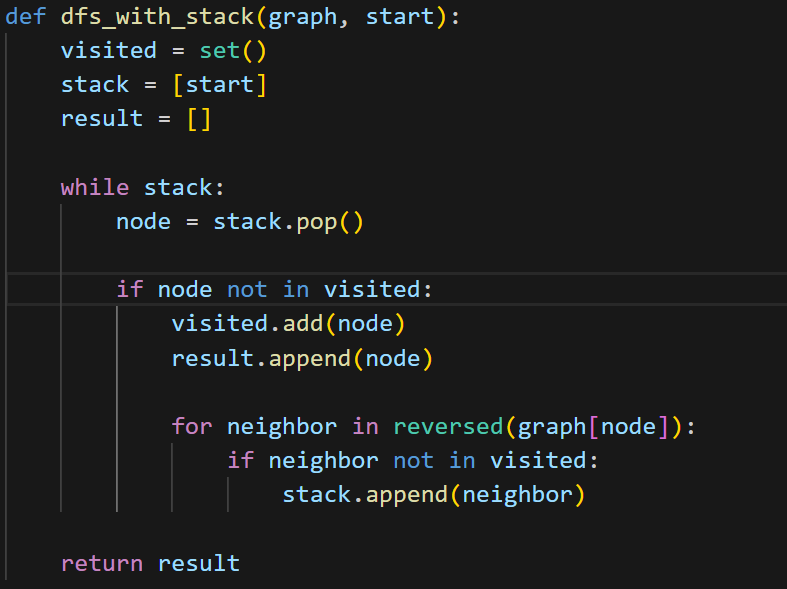 def dfs_with_stack(graph, start):
    visited = set()
    stack = [start]
    result = []

    while stack:
        node = stack.pop()

        if node not in visited:
            visited.add(node)
            result.append(node)

            for neighbor in reversed(graph[node]):
                if neighbor not in visited:
                    stack.append(neighbor)

    return result